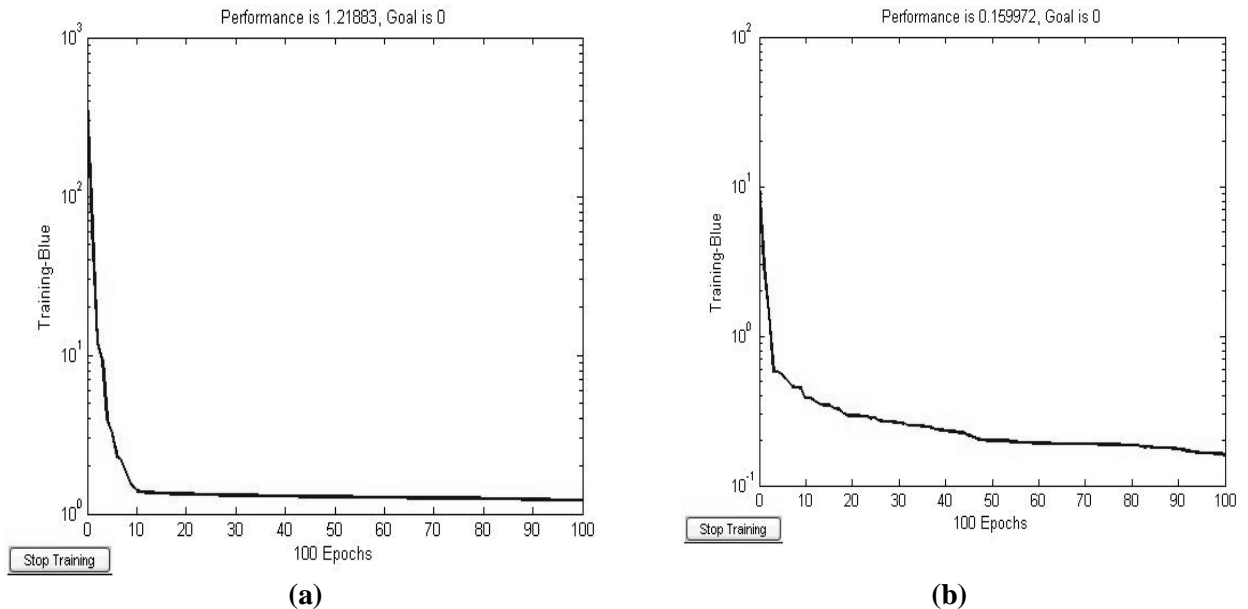 Performance is 1.21883, Goal is 0
10^3
10^2
10^1
10^0
Training-Blue
0 10 20 30 40 50 60 70 80 90 100
100 Epochs
Stop Training
(a)
Performance is 0.159972, Goal is 0
10^2
10^1
10^0
10^-1
Training-Blue
0 10 20 30 40 50 60 70 80 90 100
100 Epochs
Stop Training
(b)